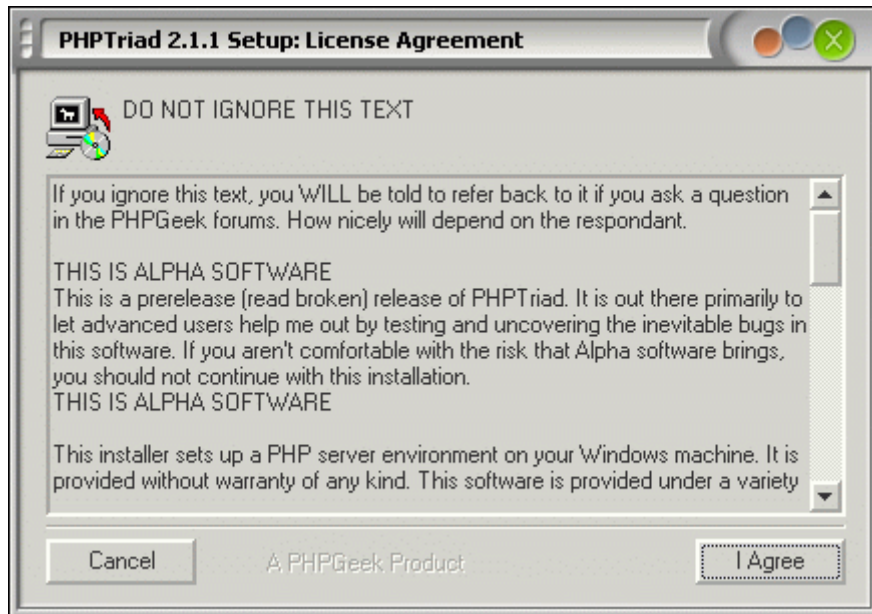 PHPTriad 2.1.1 Setup: License Agreement
DO NOT IGNORE THIS TEXT
If you ignore this text, you WILL be told to refer back to it if you ask a question
in the PHPGeek forums. How nicely will depend on the respondant.
THIS IS ALPHA SOFTWARE
This is a prerelease (read broken) release of PHPTriad. It is out there primarily to
let advanced users help me out by testing and uncovering the inevitable bugs in
this software. If you aren't comfortable with the risk that Alpha software brings,
you should not continue with this installation.
THIS IS ALPHA SOFTWARE
This installer sets up a PHP server environment on your Windows machine. It is
provided without warranty of any kind. This software is provided under a variety
Cancel
A PHPGeek Product
I Agree